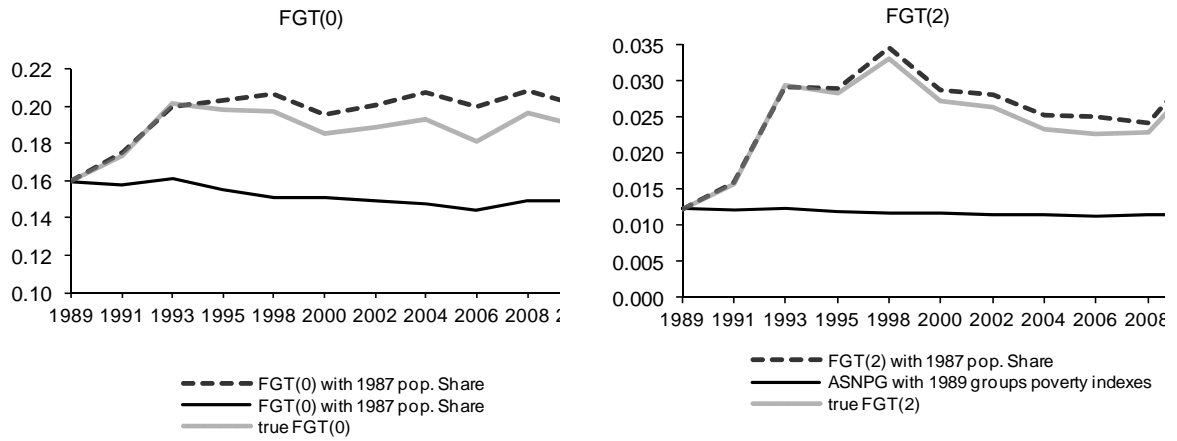 FGT(0)
0.22
0.20
0.18
0.16
0.14
0.12
0.10
1989 1991 1993 1995 1998 2000 2002 2004 2006 2008 2
FGT(0) with 1987 pop. Share
FGT(0) with 1987 pop. Share
true FGT(0)
FGT(2)
0.035
0.030
0.025
0.020
0.015
0.010
0.005
0.000
1989 1991 1993 1995 1998 2000 2002 2004 2006 2008
FGT(2) with 1987 pop. Share
ASNPG with 1989 groups poverty indexes
true FGT(2)